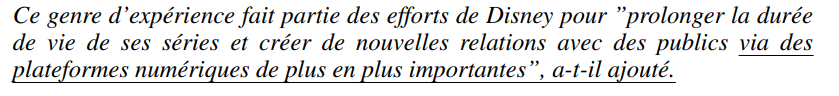 Ce genre d’expérience fait partie des efforts de Disney pour ”prolonger la durée
de vie de ses séries et créer de nouvelles relations avec des publics via des
plateformes numériques de plus en plus importantes”, a-t-il ajouté.